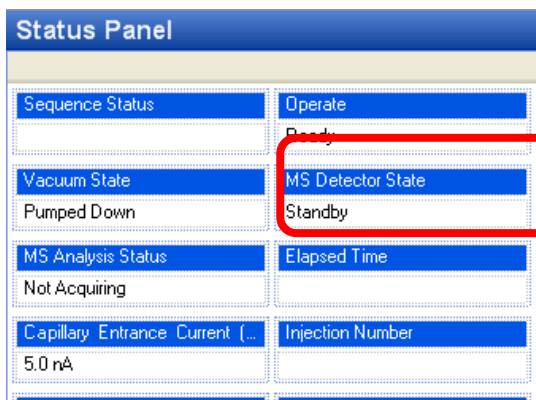 Status Panel
Sequence Status
Operate
Ready
Vacuum State
MS Detector State
Pumped Down
Standby
MS Analysis Status
Elapsed Time
Not Acquiring
Capillary Entrance Current (...
Injection Number
5.0 nA